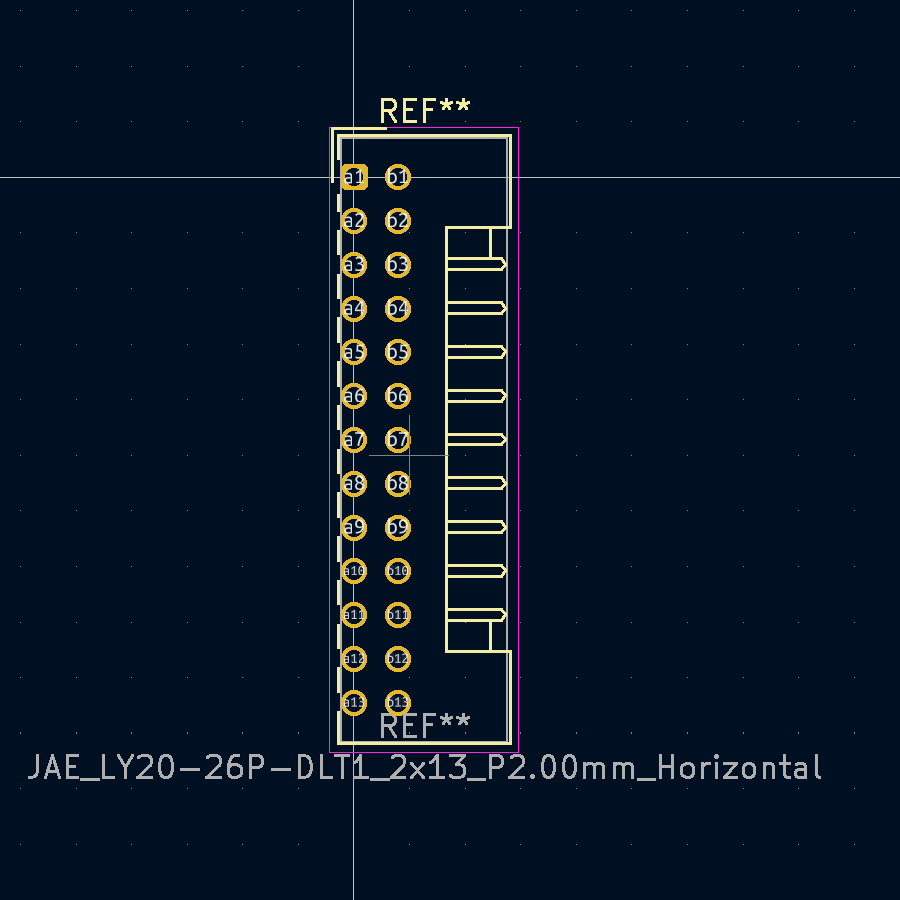 REF**
a1 b1
a2 b2
a3 b3
a4 b4
a5 b5
a6 b6
a7 b7
a8 b8
a9 b9
a10 b10
a11 b11
a12 b12
a13 b13
REF**
JAE_LY20-26P-DLT1_2x13_P2.00mm_Horizontal